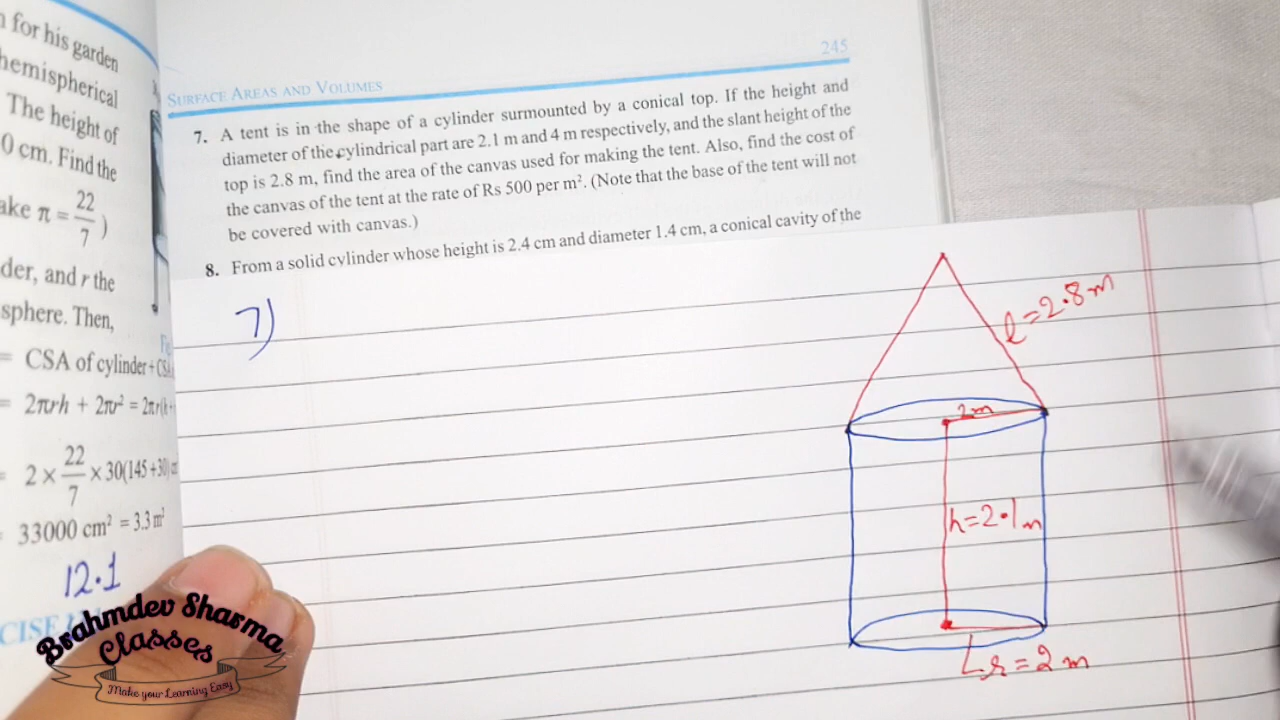 for his garden
hemispherical
The height of
0 cm. Find the
π = 22/7 )
der, and r the
sphere. Then,
= CSA of cylinder +
= 2πrh + 2πr² =
2 × 22/7 × 30(145 +
33000 cm² = 3.3 m²
12.1
245
SURFACE AREAS AND VOLUMES
7. A tent is in the shape of a cylinder surmounted by a conical top. If the height and
diameter of the cylindrical part are 2.1 m and 4 m respectively, and the slant height of the
top is 2.8 m, find the area of the canvas used for making the tent. Also, find the cost of
the canvas of the tent at the rate of Rs 500 per m². (Note that the base of the tent will not
be covered with canvas.)
8. From a solid cylinder whose height is 2.4 cm and diameter 1.4 cm, a conical cavity of the
7)
l = 2.8 m
2m
h = 2.1 m
r = 2 m
Brahmdev Sharma
Classes
Make your Learning Easy